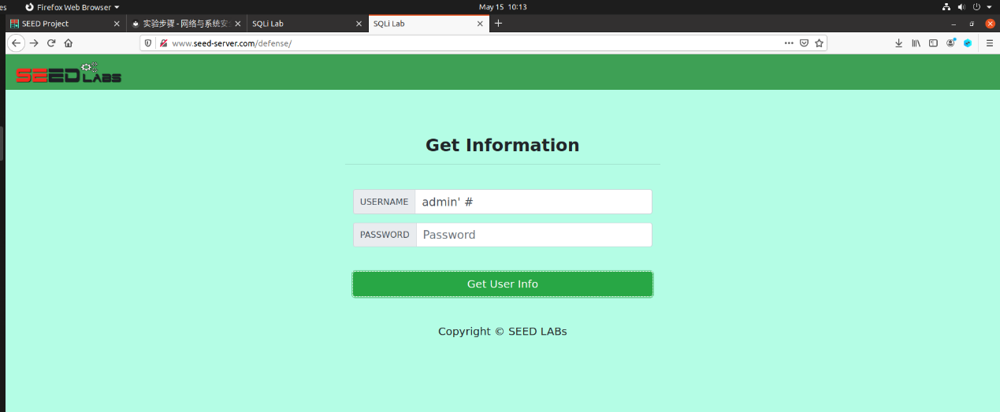 es Firefox Web Browser May 15 10:13
SEED Project 实验步骤 - 网络与系统安 SQLi Lab SQLi Lab
www.seed-server.com/defense/
SEEDLABS
Get Information
USERNAME admin' #
PASSWORD Password
Get User Info
Copyright © SEED LABs